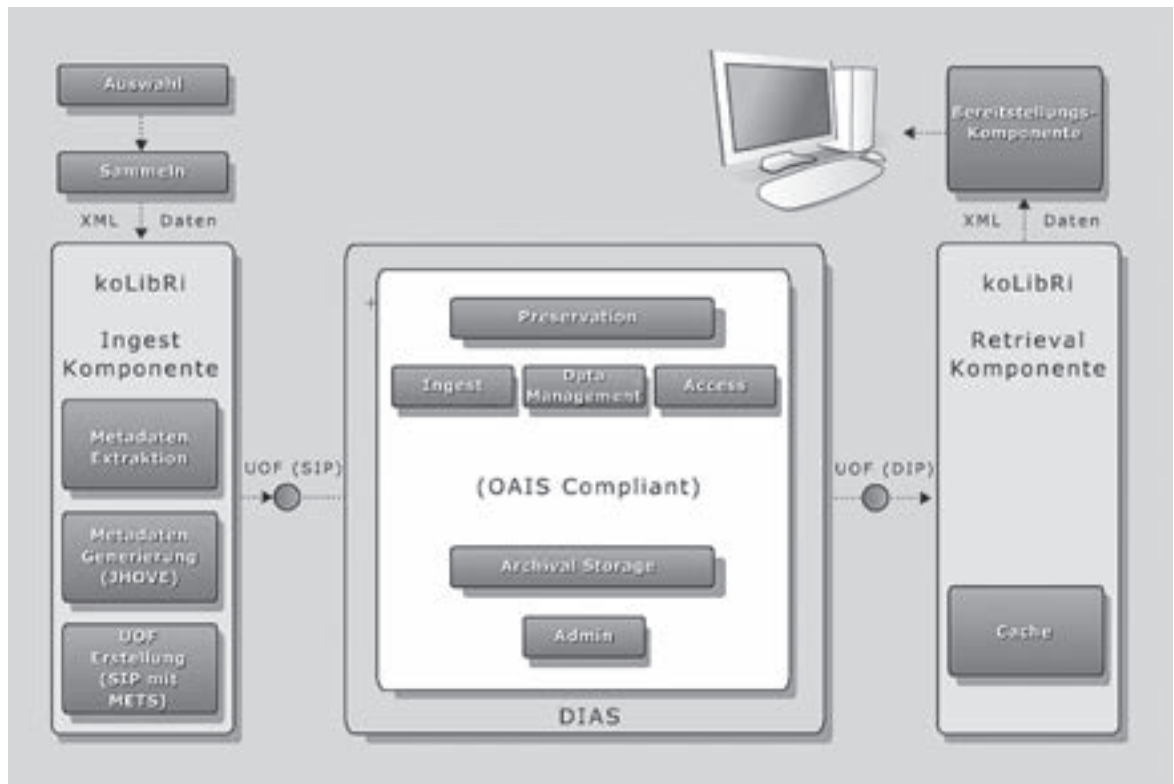 Auswahl
Sammeln
XML Daten
koLibRi
Ingest
Komponente
Metadaten
Extraktion
Metadaten
Generierung
(JHOVE)
UOF
Erstellung
(SIP mit
METS)
UOF (SIP)
Preservation
Ingest
Data
Management
Access
(OAIS Compliant)
Archival Storage
Admin
DIAS
UOF (DIP)
Bereitstellungs-
Komponente
XML Daten
koLibRi
Retrieval
Komponente
Cache